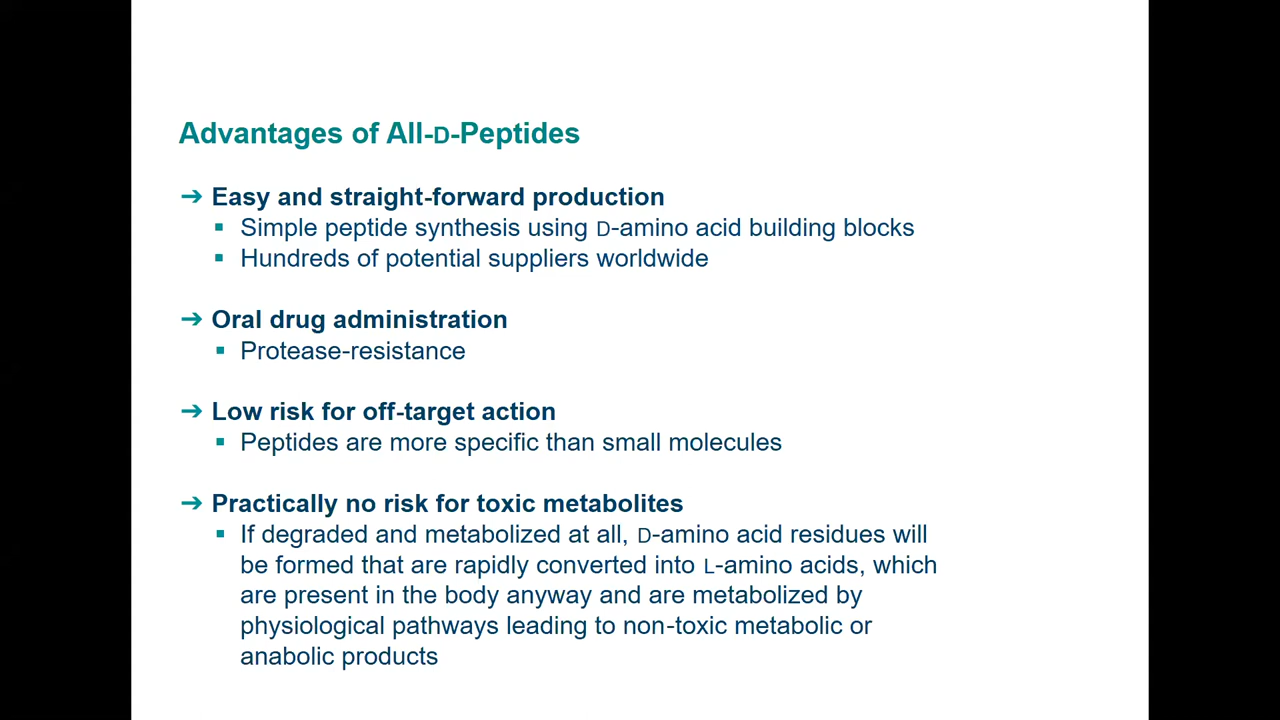 Advantages of All-D-Peptides
➔ Easy and straight-forward production
▪ Simple peptide synthesis using D-amino acid building blocks
▪ Hundreds of potential suppliers worldwide
➔ Oral drug administration
▪ Protease-resistance
➔ Low risk for off-target action
▪ Peptides are more specific than small molecules
➔ Practically no risk for toxic metabolites
▪ If degraded and metabolized at all, D-amino acid residues will
be formed that are rapidly converted into L-amino acids, which
are present in the body anyway and are metabolized by
physiological pathways leading to non-toxic metabolic or
anabolic products